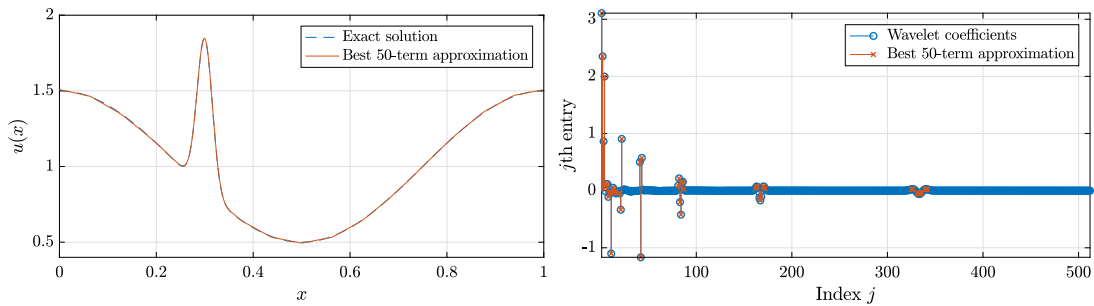 2
1.5
1
0.5
u(x)
0
0.2
0.4
0.6
0.8
1
x
Exact solution
Best 50-term approximation
3
2
1
0
-1
jth entry
100
200
300
400
500
Index j
Wavelet coefficients
Best 50-term approximation